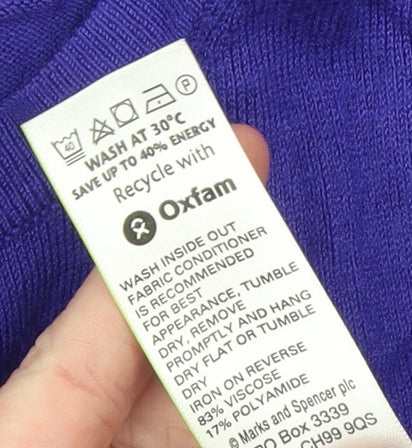 40 P
WASH AT 30°C
SAVE UP TO 40% ENERGY
Recycle with
Oxfam
WASH INSIDE OUT
FABRIC CONDITIONER
IS RECOMMENDED
FOR BEST
APPEARANCE, TUMBLE
DRY, REMOVE
PROMPTLY AND HANG
DRY FLAT OR TUMBLE
DRY
IRON ON REVERSE
83% VISCOSE
17% POLYAMIDE
© Marks and Spencer plc
PO Box 3339
CH99 9QS